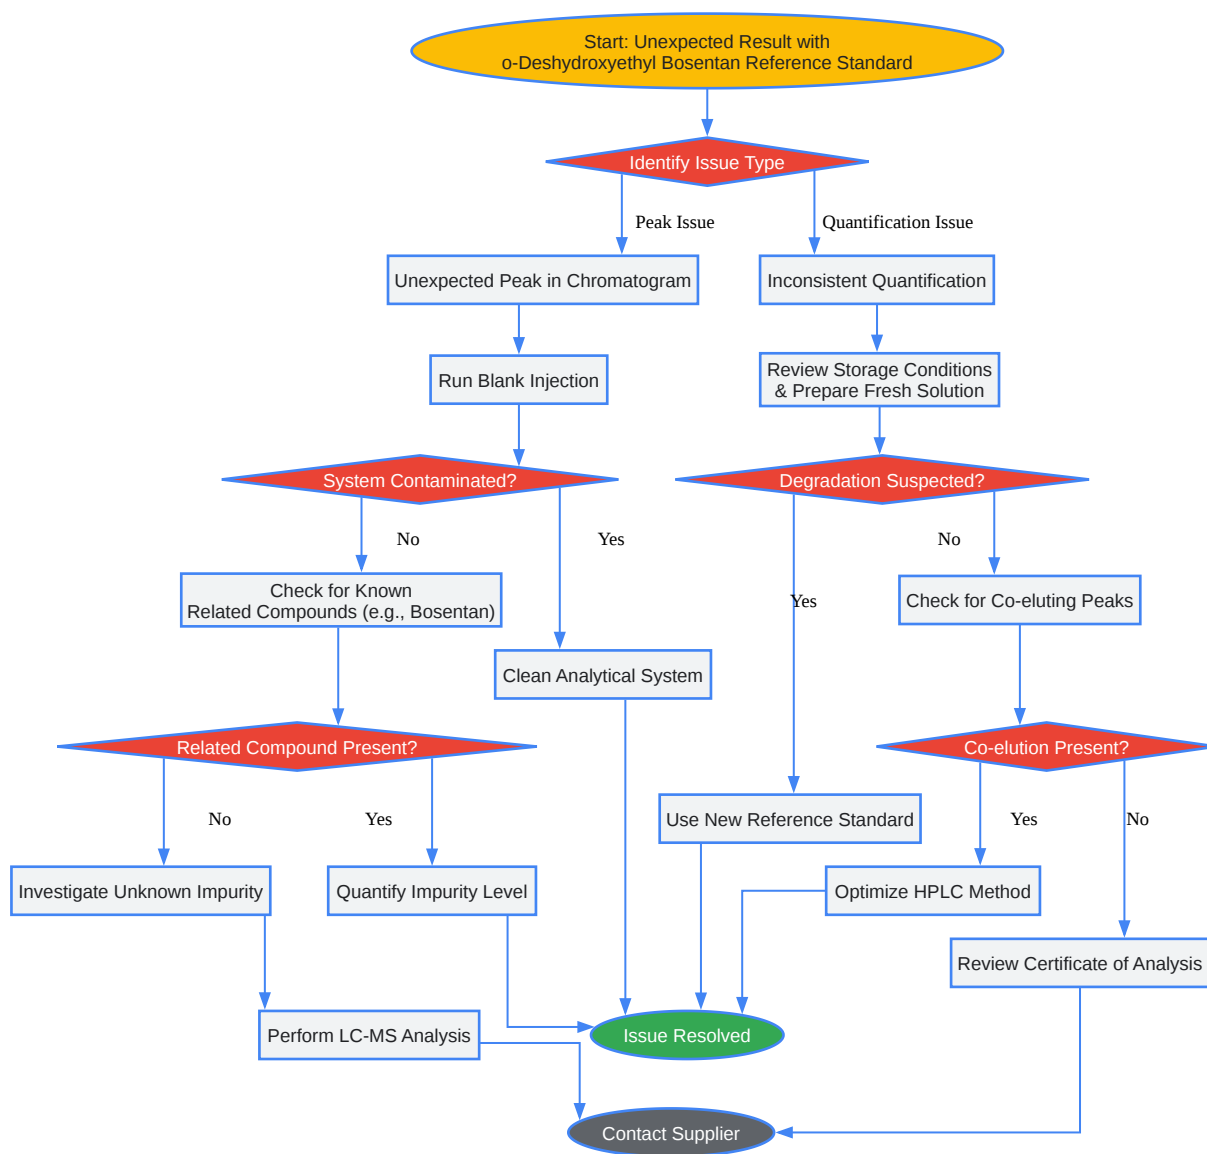 Start: Unexpected Result with
o-Deshydroxyethyl Bosentan Reference Standard
Identify Issue Type
Peak Issue
Quantification Issue
Unexpected Peak in Chromatogram
Inconsistent Quantification
Run Blank Injection
Review Storage Conditions
& Prepare Fresh Solution
System Contaminated?
Degradation Suspected?
No
Yes
No
Check for Known
Related Compounds (e.g., Bosentan)
Yes
Check for Co-eluting Peaks
Clean Analytical System
Related Compound Present?
Co-elution Present?
No
Yes
Use New Reference Standard
Yes
No
Investigate Unknown Impurity
Quantify Impurity Level
Optimize HPLC Method
Review Certificate of Analysis
Perform LC-MS Analysis
Issue Resolved
Contact Supplier